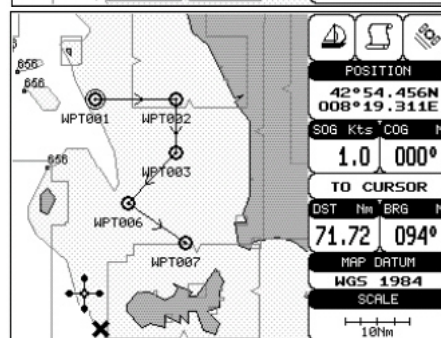 656
656
WPT001
WPT002
656
WPT003
WPT006
WPT007
POSITION
42°54.456N
008°19.311E
SOG Kts COG
1.0 000°
TO CURSOR
DST Nm BRG
71.72 094°
MAP DATUM
WGS 1984
SCALE
10Nm